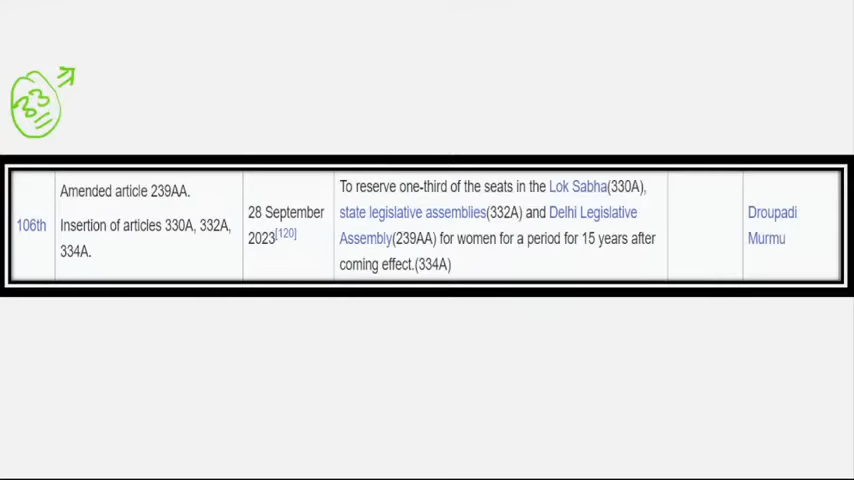 33
106th
Amended article 239AA.
Insertion of articles 330A, 332A,
334A.
28 September
2023[120]
To reserve one-third of the seats in the Lok Sabha(330A),
state legislative assemblies(332A) and Delhi Legislative
Assembly(239AA) for women for a period for 15 years after
coming effect.(334A)
Droupadi
Murmu